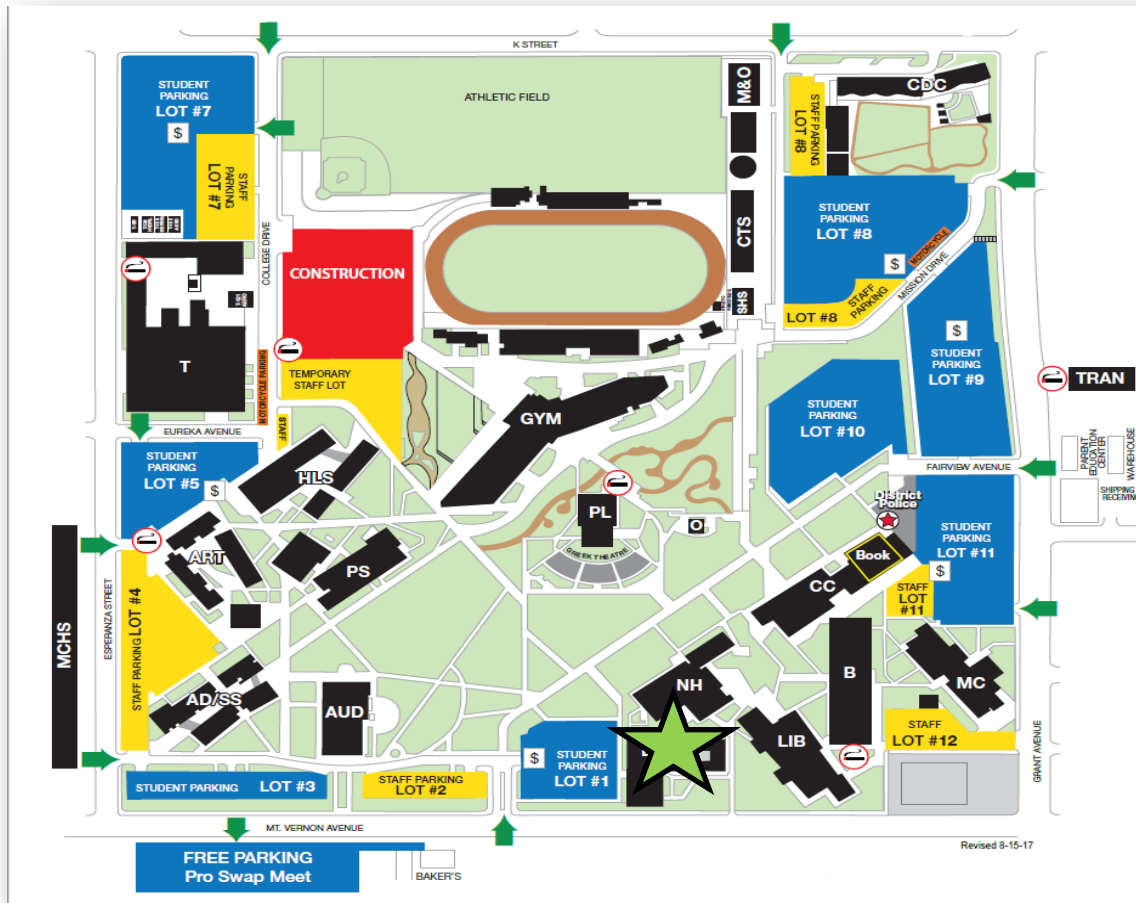 K STREET
STUDENT
PARKING
LOT #7
$
STAFF
PARKING
LOT #7
COLLEGE DRIVE
ATHLETIC FIELD
M&O
CTS
SHS
STAFF PARKING
LOT #8
CDC
STUDENT
PARKING
LOT #8
$
MOTORCYCLE
MISSION DRIVE
STAFF
PARKING
LOT #8
CONSTRUCTION
TEMPORARY
STAFF LOT
STAFF
T
MOTORCYCLE PARKING
EUREKA AVENUE
STUDENT
PARKING
LOT #5
$
HLS
GYM
STUDENT
PARKING
LOT #10
$
STUDENT
PARKING
LOT #9
TRAN
FAIRVIEW AVENUE
PARENT
EDUCATION
CENTER
WAREHOUSE
SHIPPING
RECEIVING
PL
GREEK THEATRE
O
District
Police
Book
CC
STUDENT
PARKING
LOT #11
$
STAFF
LOT
#11
MCHS
ESPERANZA STREET
STAFF PARKING LOT #4
ART
PS
AD/SS
AUD
NH
B
MC
LIB
STAFF
LOT #12
GRANT AVENUE
STUDENT PARKING LOT #3
STAFF PARKING
LOT #2
$
STUDENT
PARKING
LOT #1
MT. VERNON AVENUE
Revised 8-15-17
FREE PARKING
Pro Swap Meet
BAKER'S